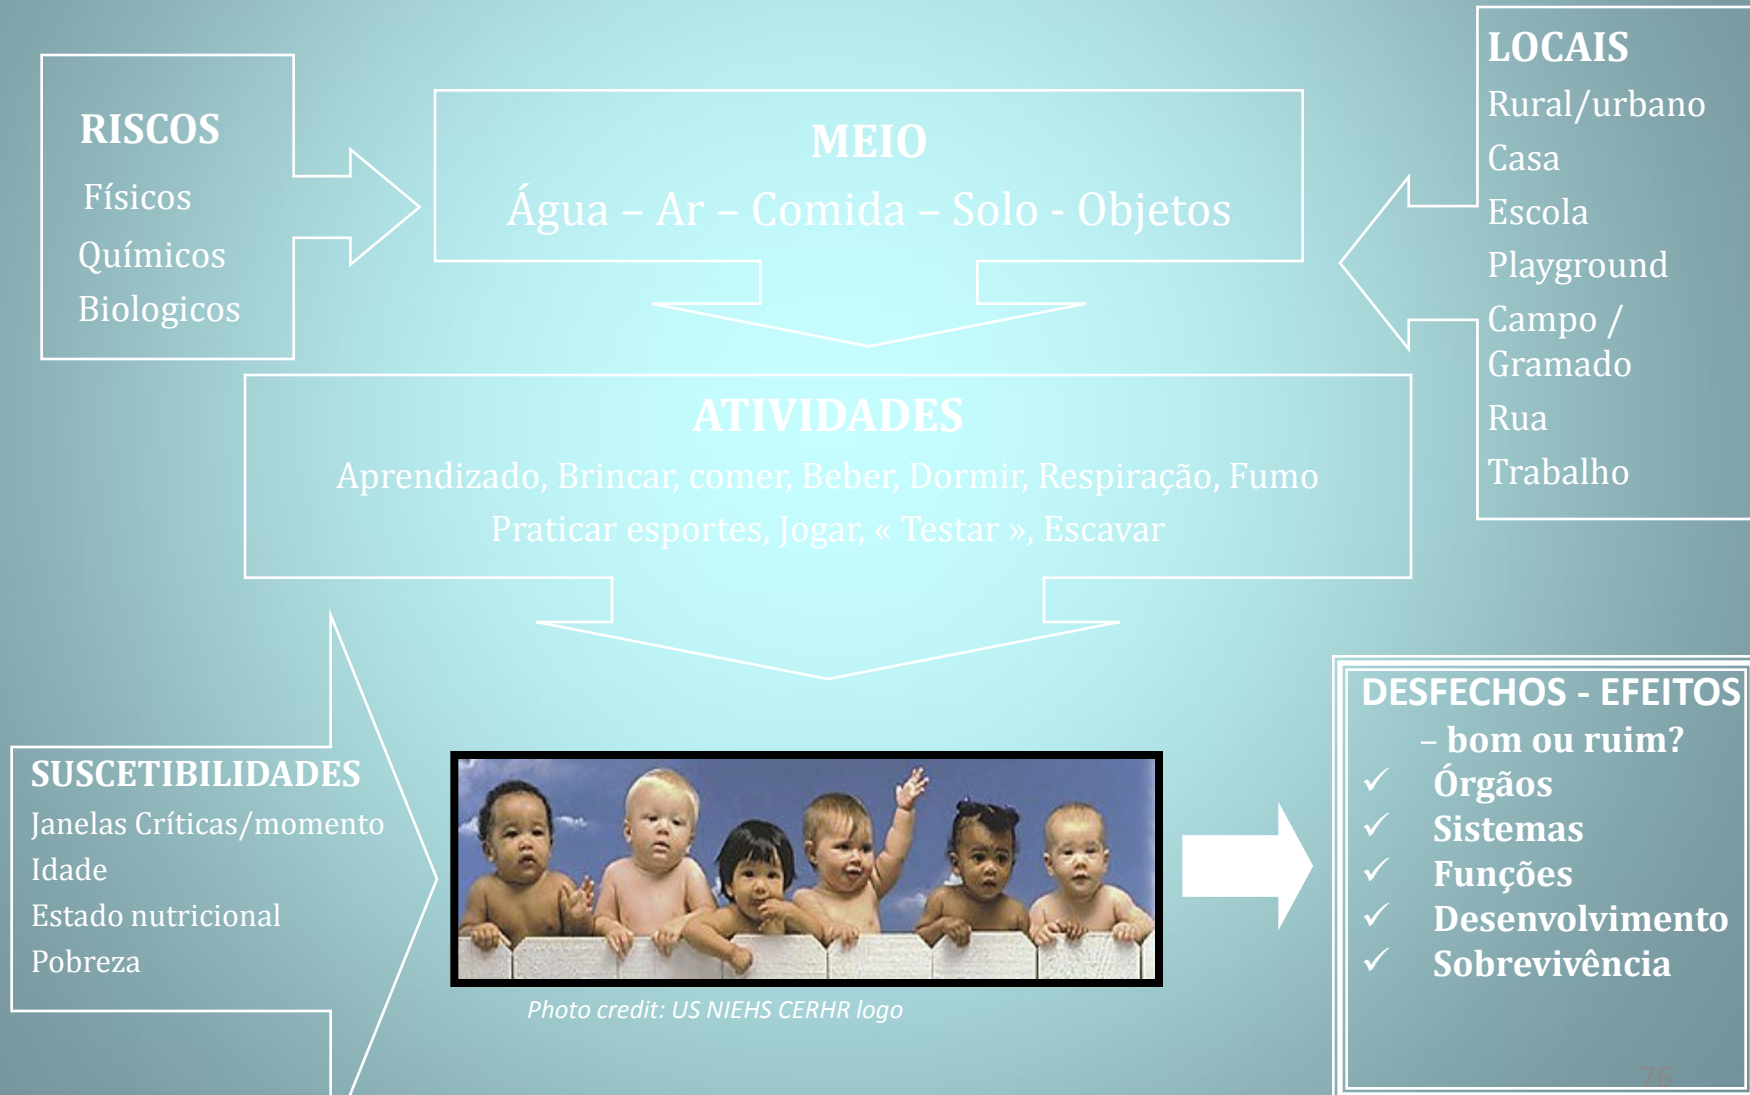 RISCOS
Físicos
Químicos
Biologicos
MEIO
Água – Ar – Comida – Solo - Objetos
LOCAIS
Rural/urbano
Casa
Escola
Playground
Campo /
Gramado
Rua
Trabalho
ATIVIDADES
Aprendizado, Brincar, comer, Beber, Dormir, Respiração, Fumo
Praticar esportes, Jogar, « Testar », Escavar
SUSCETIBILIDADES
Janelas Críticas/momento
Idade
Estado nutricional
Pobreza
Photo credit: US NIEHS CERHR logo
DESFECHOS - EFEITOS
– bom ou ruim?
✓ Órgãos
✓ Sistemas
✓ Funções
✓ Desenvolvimento
✓ Sobrevivência
76